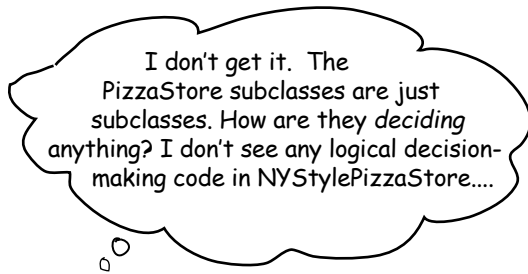 I don't get it. The
PizzaStore subclasses are just
subclasses. How are they deciding
anything? I don't see any logical decision-
making code in NYStylePizzaStore....